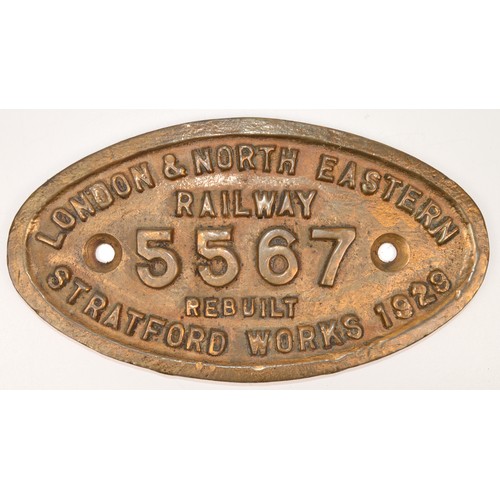 LONDON & NORTH EASTERN
RAILWAY
5567
REBUILT
STRATFORD WORKS 1929